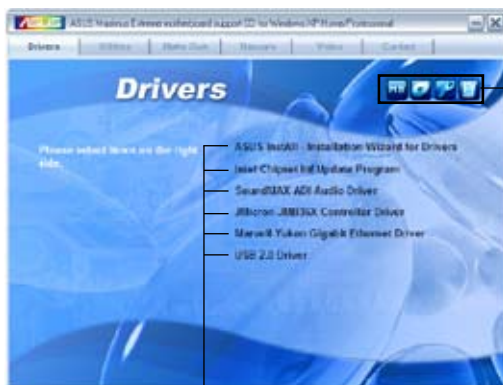 ASUS Maximus Extreme motherboard support CD for Windows XP Home/Professional
Drivers Utilities Make Disk Manuals Video Contact
Drivers
Please select items on the right side.
ASUS InstAll - Installation Wizard for Drivers
Intel Chipset Inf Update Program
SoundMAX ADI Audio Driver
JMicron JMB36X Controller Driver
Marvell Yukon Gigabit Ethernet Driver
USB 2.0 Driver